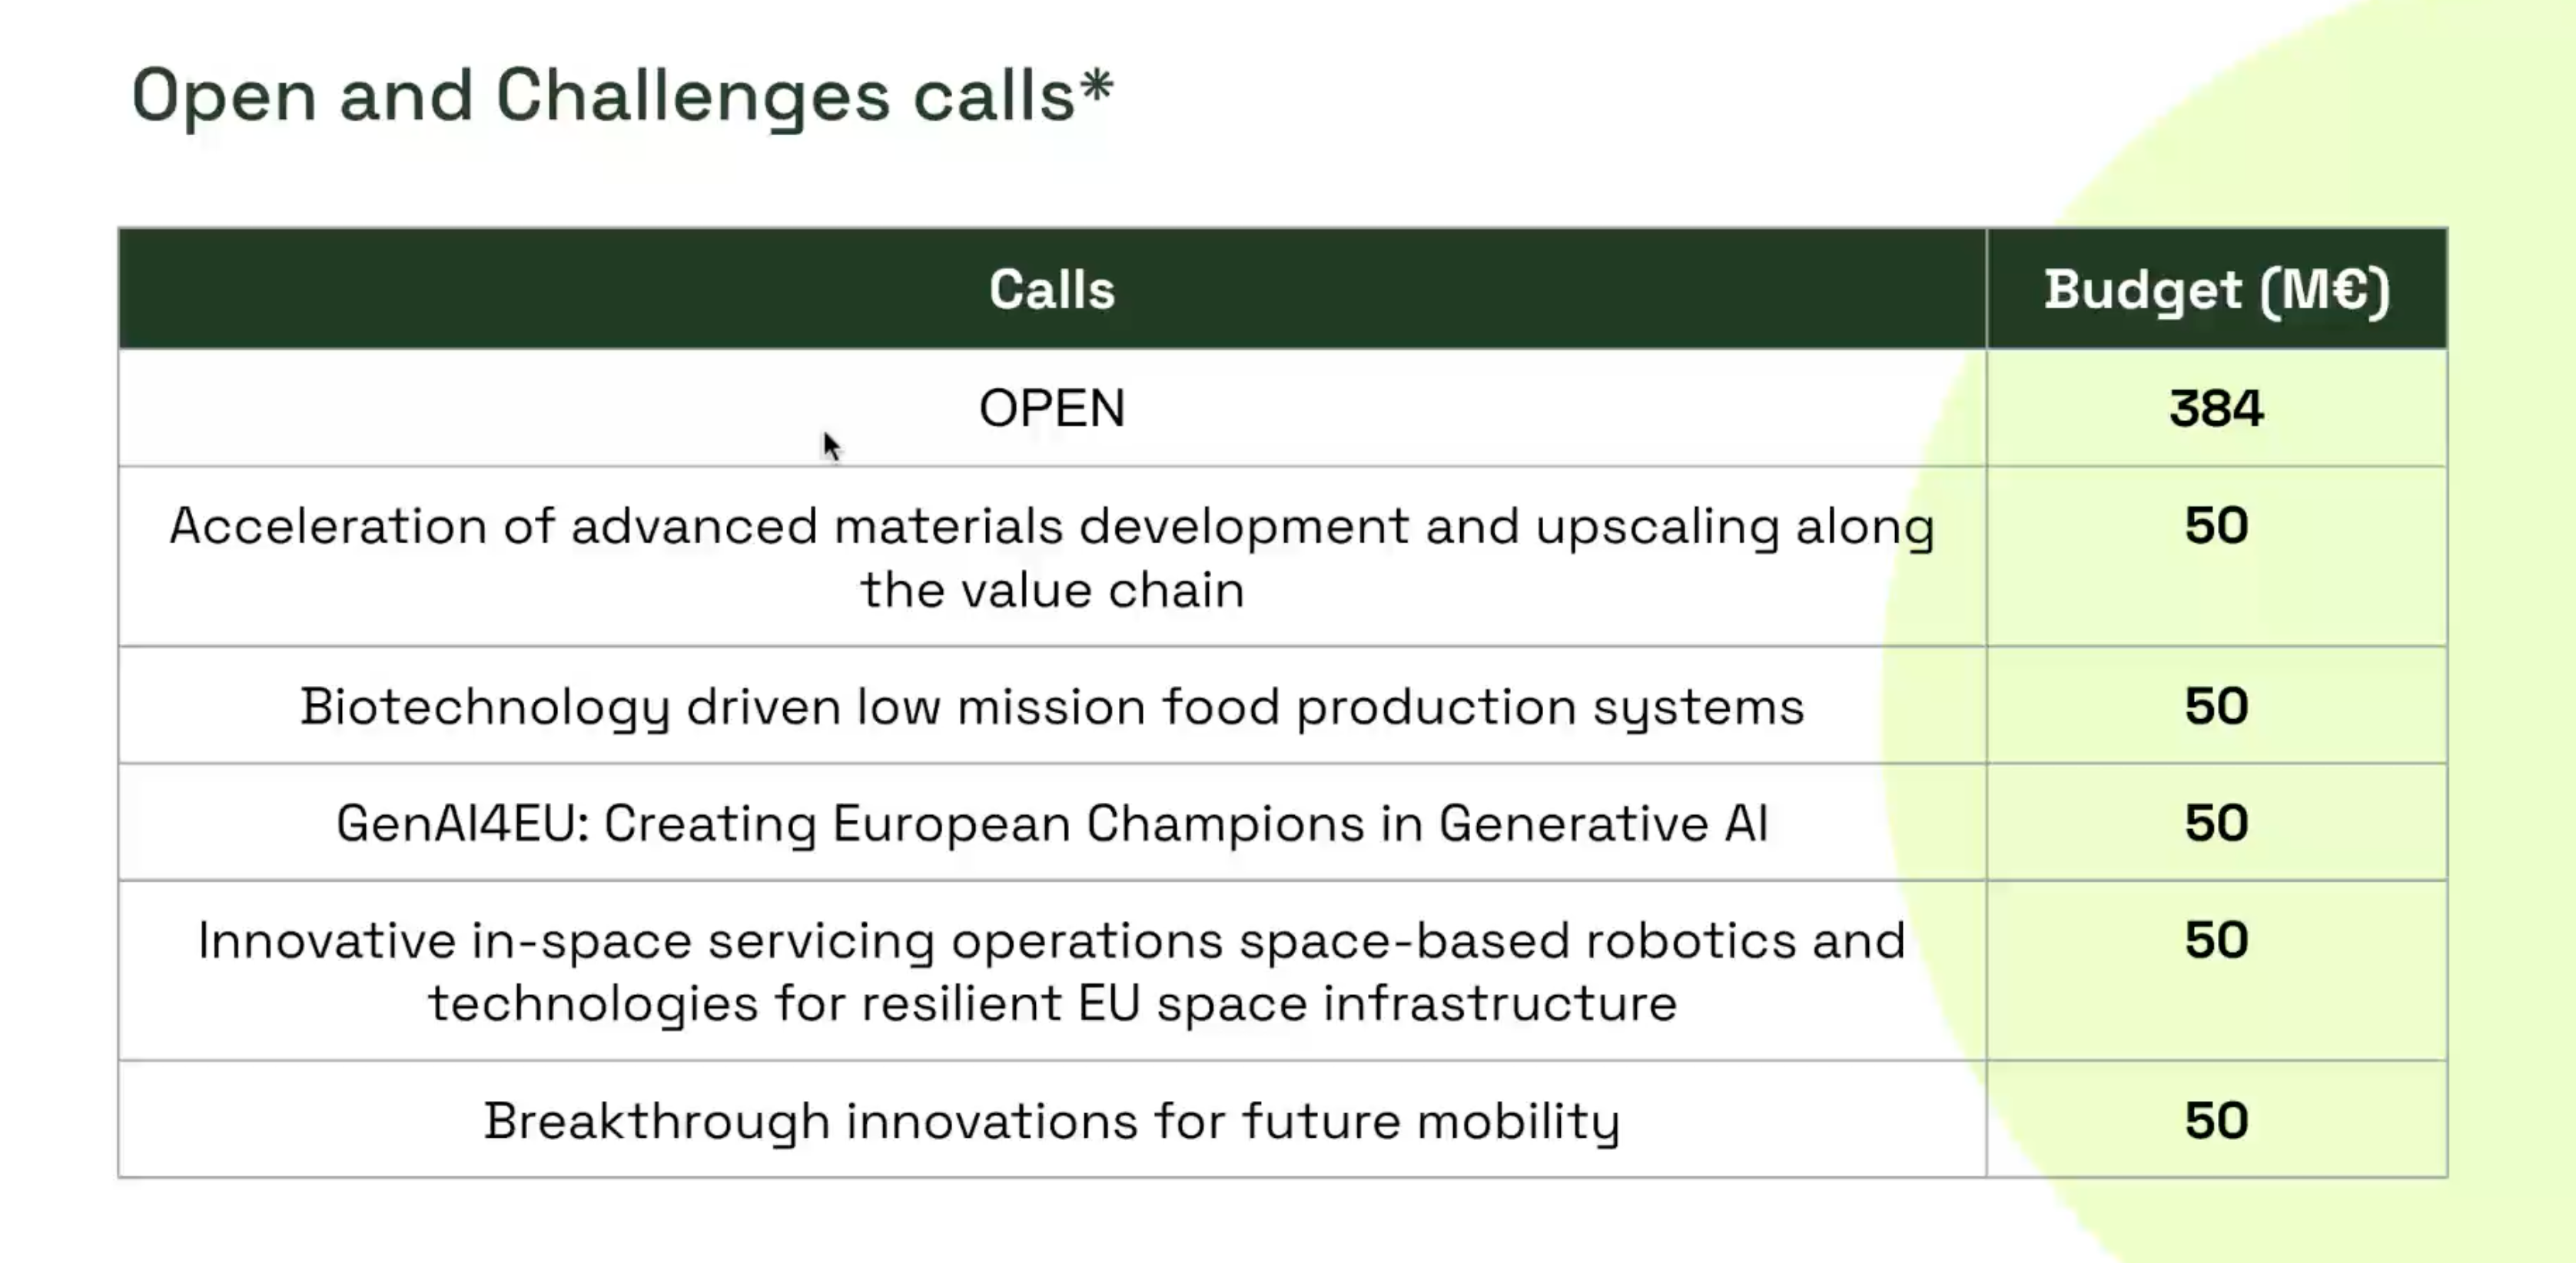 Open and Challenges calls*
Calls
Budget (M€)
OPEN
384
Acceleration of advanced materials development and upscaling along
the value chain
50
Biotechnology driven low mission food production systems
50
GenAI4EU: Creating European Champions in Generative AI
50
Innovative in-space servicing operations space-based robotics and
technologies for resilient EU space infrastructure
50
Breakthrough innovations for future mobility
50